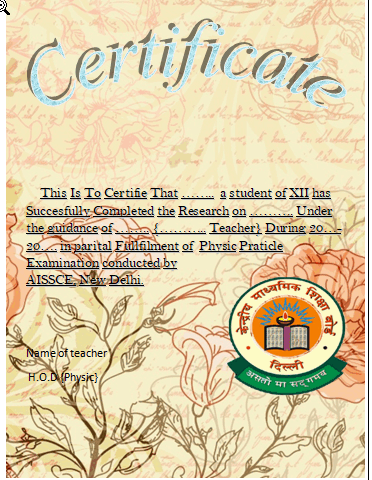 Certificate
This Is To Certifie That ........ a student of XII has
Succesfully Completed the Research on ........... Under
the guidance of ......... {............ Teacher} During 20...-
20.... in parital Fullfilment of Physic Praticle
Examination conducted by
AISSCE, New Delhi
केन्द्रीय माध्यमिक शिक्षा बोर्ड
दिल्ली
असतो मा सद् गमय
Name of teacher
H.O.D {Physic}